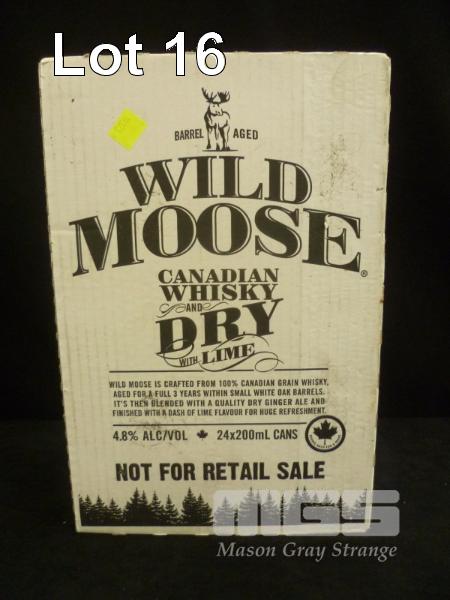 Lot 16
BARREL AGED
WILD
MOOSE®
CANADIAN
WHISKY
AND
DRY
WITH LIME
WILD MOOSE IS CRAFTED FROM 100% CANADIAN GRAIN WHISKY,
AGED FOR A FULL 3 YEARS WITHIN SMALL WHITE OAK BARRELS.
IT'S THEN BLENDED WITH A QUALITY DRY GINGER ALE AND
FINISHED WITH A DASH OF LIME FLAVOUR FOR HUGE REFRESHMENT.
4.8% ALC/VOL 24x200mL CANS
NOT FOR RETAIL SALE
MGS
Mason Gray Strange